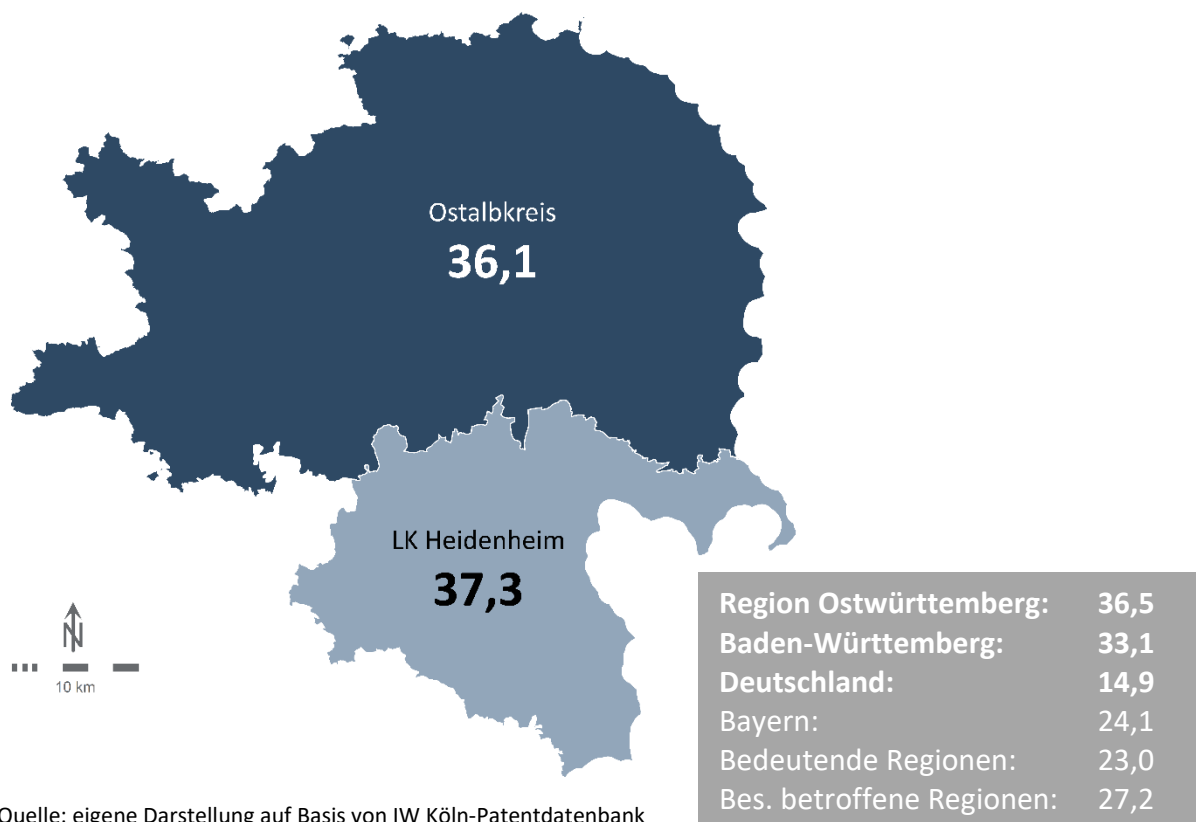 Ostalbkreis
36,1
LK Heidenheim
37,3
N
10 km
Region Ostwürttemberg: 36,5
Baden-Württemberg: 33,1
Deutschland: 14,9
Bayern: 24,1
Bedeutende Regionen: 23,0
Bes. betroffene Regionen: 27,2
Quelle: eigene Darstellung auf Basis von IW Köln-Patentdatenbank